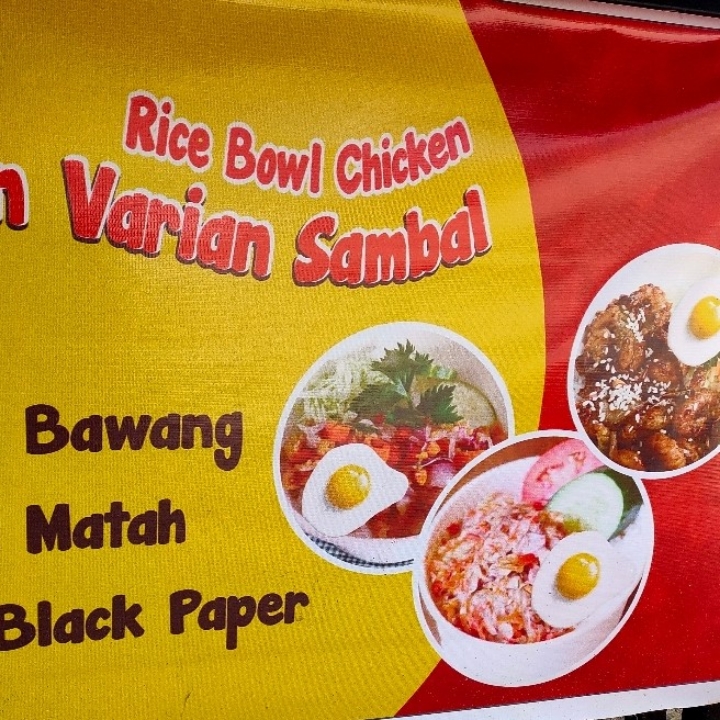 Rice Bowl Chicken
n Varian Sambal
Bawang
Matah
Black Paper